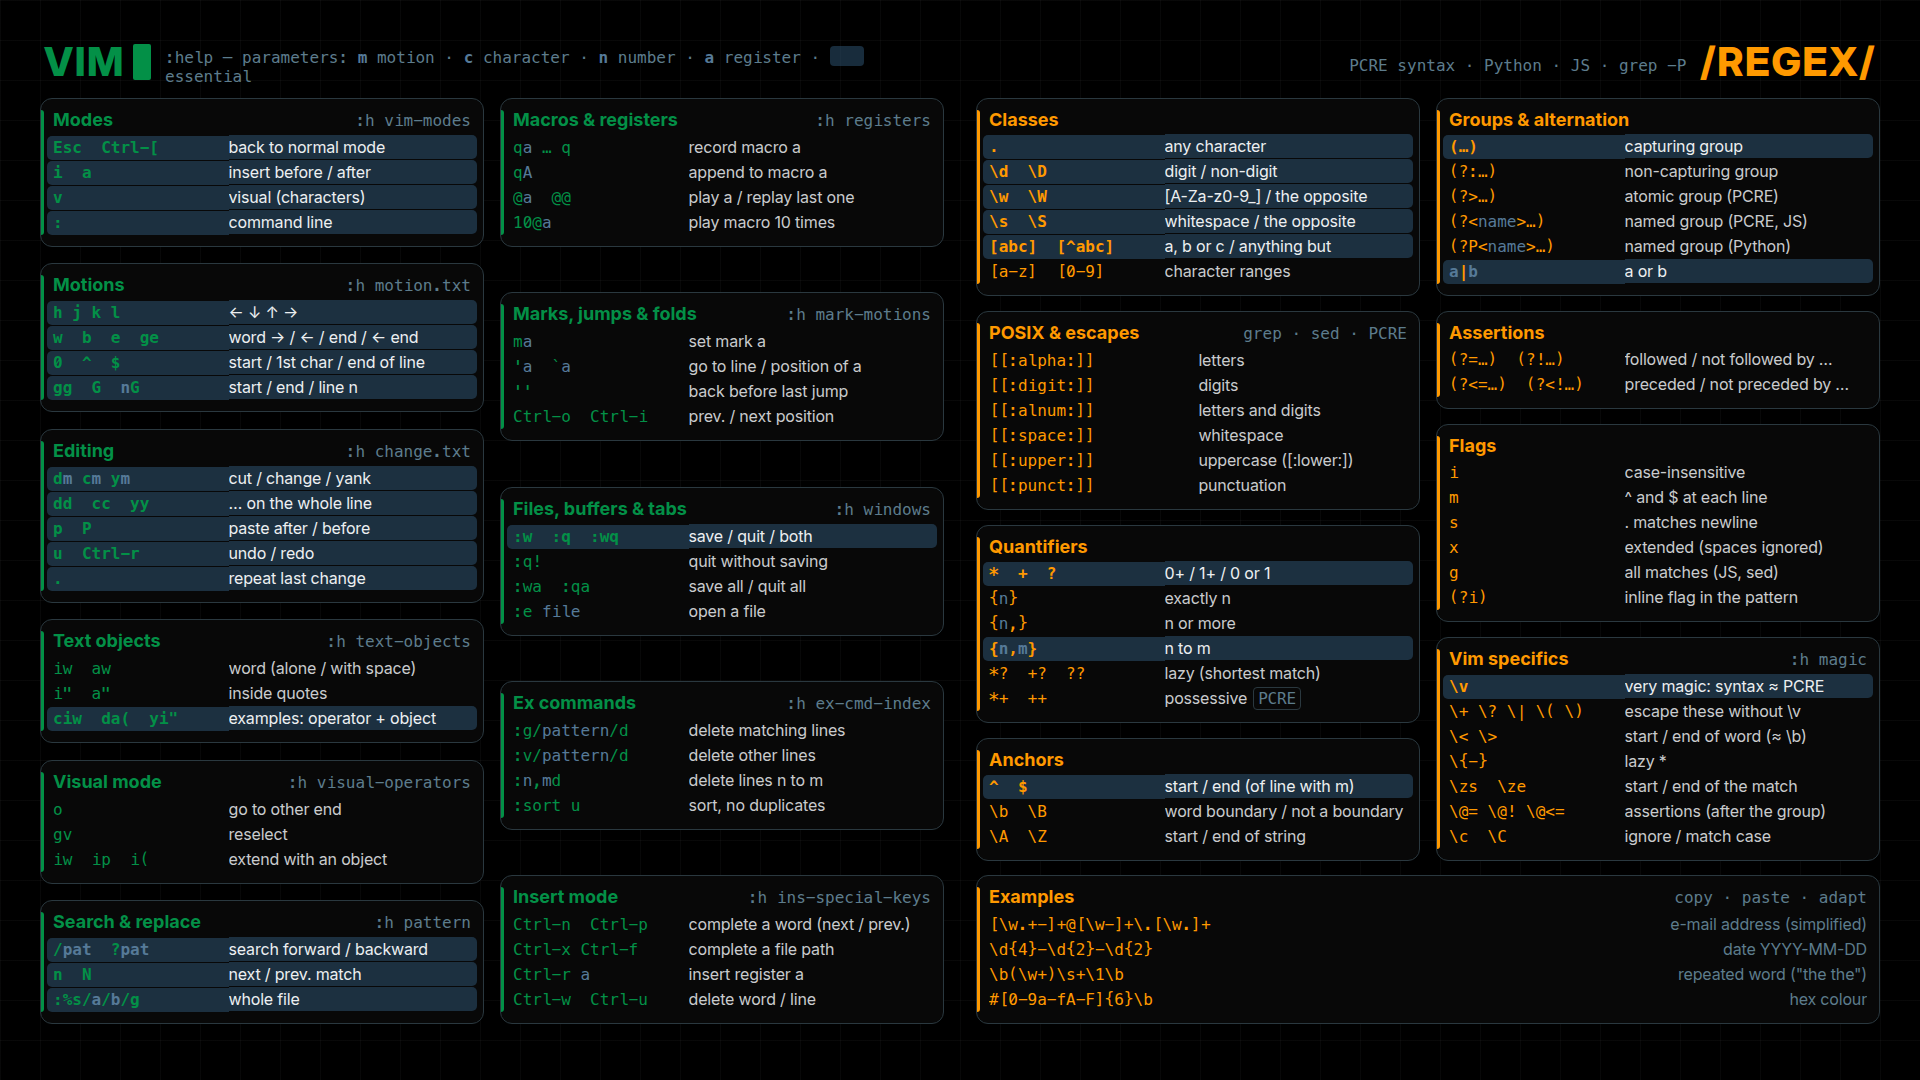 VIM
:help – parameters: m motion · c character · n number · a register ·
essential
Modes :h vim-modes
Esc Ctrl-[ back to normal mode
i a insert before / after
v visual (characters)
: command line
Motions :h motion.txt
h j k l ← ↓ ↑ →
w b e ge word → / ← / end / ← end
0 ^ $ start / 1st char / end of line
gg G nG start / end / line n
Editing :h change.txt
dm cm ym cut / change / yank
dd cc yy … on the whole line
p P paste after / before
u Ctrl-r undo / redo
. repeat last change
Text objects :h text-objects
iw aw word (alone / with space)
i" a" inside quotes
ciw da( yi" examples: operator + object
Visual mode :h visual-operators
o go to other end
gv reselect
iw ip i( extend with an object
Search & replace :h pattern
/pat ?pat search forward / backward
n N next / prev. match
:%s/a/b/g whole file
Macros & registers :h registers
qa … q record macro a
qA append to macro a
@a @@ play a / replay last one
10@a play macro 10 times
Marks, jumps & folds :h mark-motions
ma set mark a
'a `a go to line / position of a
'' back before last jump
Ctrl-o Ctrl-i prev. / next position
Files, buffers & tabs :h windows
:w :q :wq save / quit / both
:q! quit without saving
:wa :qa save all / quit all
:e file open a file
Ex commands :h ex-cmd-index
:g/pattern/d delete matching lines
:v/pattern/d delete other lines
:n,md delete lines n to m
:sort u sort, no duplicates
Insert mode :h ins-special-keys
Ctrl-n Ctrl-p complete a word (next / prev.)
Ctrl-x Ctrl-f complete a file path
Ctrl-r a insert register a
Ctrl-w Ctrl-u delete word / line
PCRE syntax · Python · JS · grep -P /REGEX/
Classes
. any character
\d \D digit / non-digit
\w \W [A-Za-z0-9_] / the opposite
\s \S whitespace / the opposite
[abc] [^abc] a, b or c / anything but
[a-z] [0-9] character ranges
POSIX & escapes grep · sed · PCRE
[[:alpha:]] letters
[[:digit:]] digits
[[:alnum:]] letters and digits
[[:space:]] whitespace
[[:upper:]] uppercase ([:lower:])
[[:punct:]] punctuation
Quantifiers
* + ? 0+ / 1+ / 0 or 1
{n} exactly n
{n,} n or more
{n,m} n to m
*? +? ?? lazy (shortest match)
*+ ++ possessive PCRE
Anchors
^ $ start / end (of line with m)
\b \B word boundary / not a boundary
\A \Z start / end of string
Groups & alternation
(…) capturing group
(?:…) non-capturing group
(?>…) atomic group (PCRE)
(?<name>…) named group (PCRE, JS)
(?P<name>…) named group (Python)
a|b a or b
Assertions
(?=…) (?!…) followed / not followed by …
(?<=…) (?<!…) preceded / not preceded by …
Flags
i case-insensitive
m ^ and $ at each line
s . matches newline
x extended (spaces ignored)
g all matches (JS, sed)
(?i) inline flag in the pattern
Vim specifics :h magic
\v very magic: syntax ≈ PCRE
\+ \? \| \( \) escape these without \v
\< \> start / end of word (≈ \b)
\{-} lazy *
\zs \ze start / end of the match
\@= \@! \@<= assertions (after the group)
\c \C ignore / match case
Examples copy · paste · adapt
[\w.+-]+@[\w-]+\.[\w.]+ e-mail address (simplified)
\d{4}-\d{2}-\d{2} date YYYY-MM-DD
\b(\w+)\s+\1\b repeated word ("the the")
#[0-9a-fA-F]{6}\b hex colour